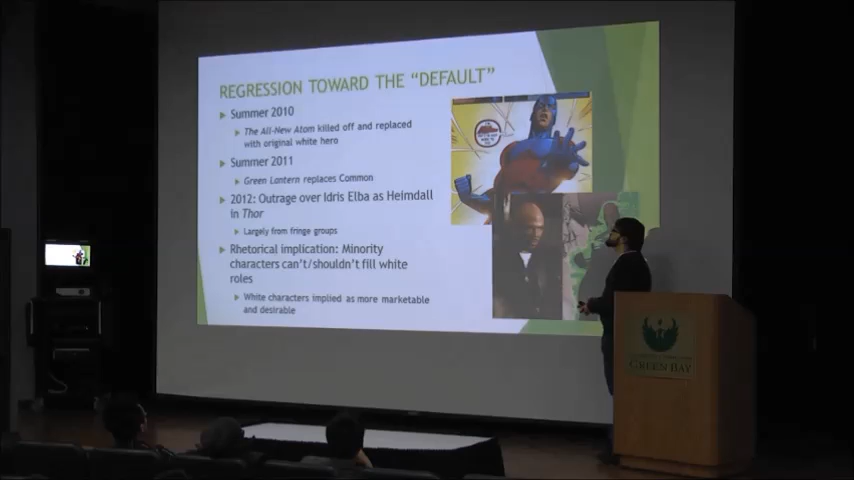 REGRESSION TOWARD THE "DEFAULT"
Summer 2010
The All-New Atom killed off and replaced
with original white hero
Summer 2011
Green Lantern replaces Common
2012: Outrage over Idris Elba as Heimdall
in Thor
Largely from fringe groups
Rhetorical implication: Minority
characters can't/shouldn't fill white
roles
White characters implied as more marketable
and desirable
GREEN BAY